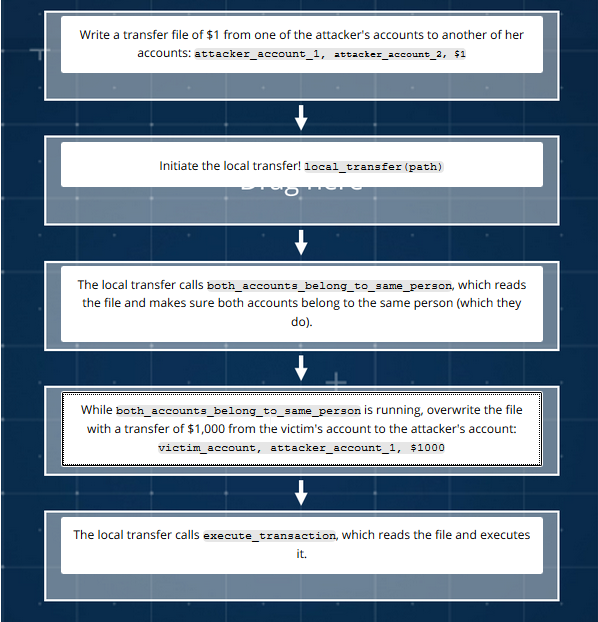 Write a transfer file of $1 from one of the attacker's accounts to another of her
accounts: attacker_account_1, attacker_account_2, $1
Initiate the local transfer! local_transfer(path)
Drag here
The local transfer calls both_accounts_belong_to_same_person, which reads
the file and makes sure both accounts belong to the same person (which they
do).
While both_accounts_belong_to_same_person is running, overwrite the file
with a transfer of $1,000 from the victim's account to the attacker's account:
victim_account, attacker_account_1, $1000
The local transfer calls execute_transaction, which reads the file and executes
it.